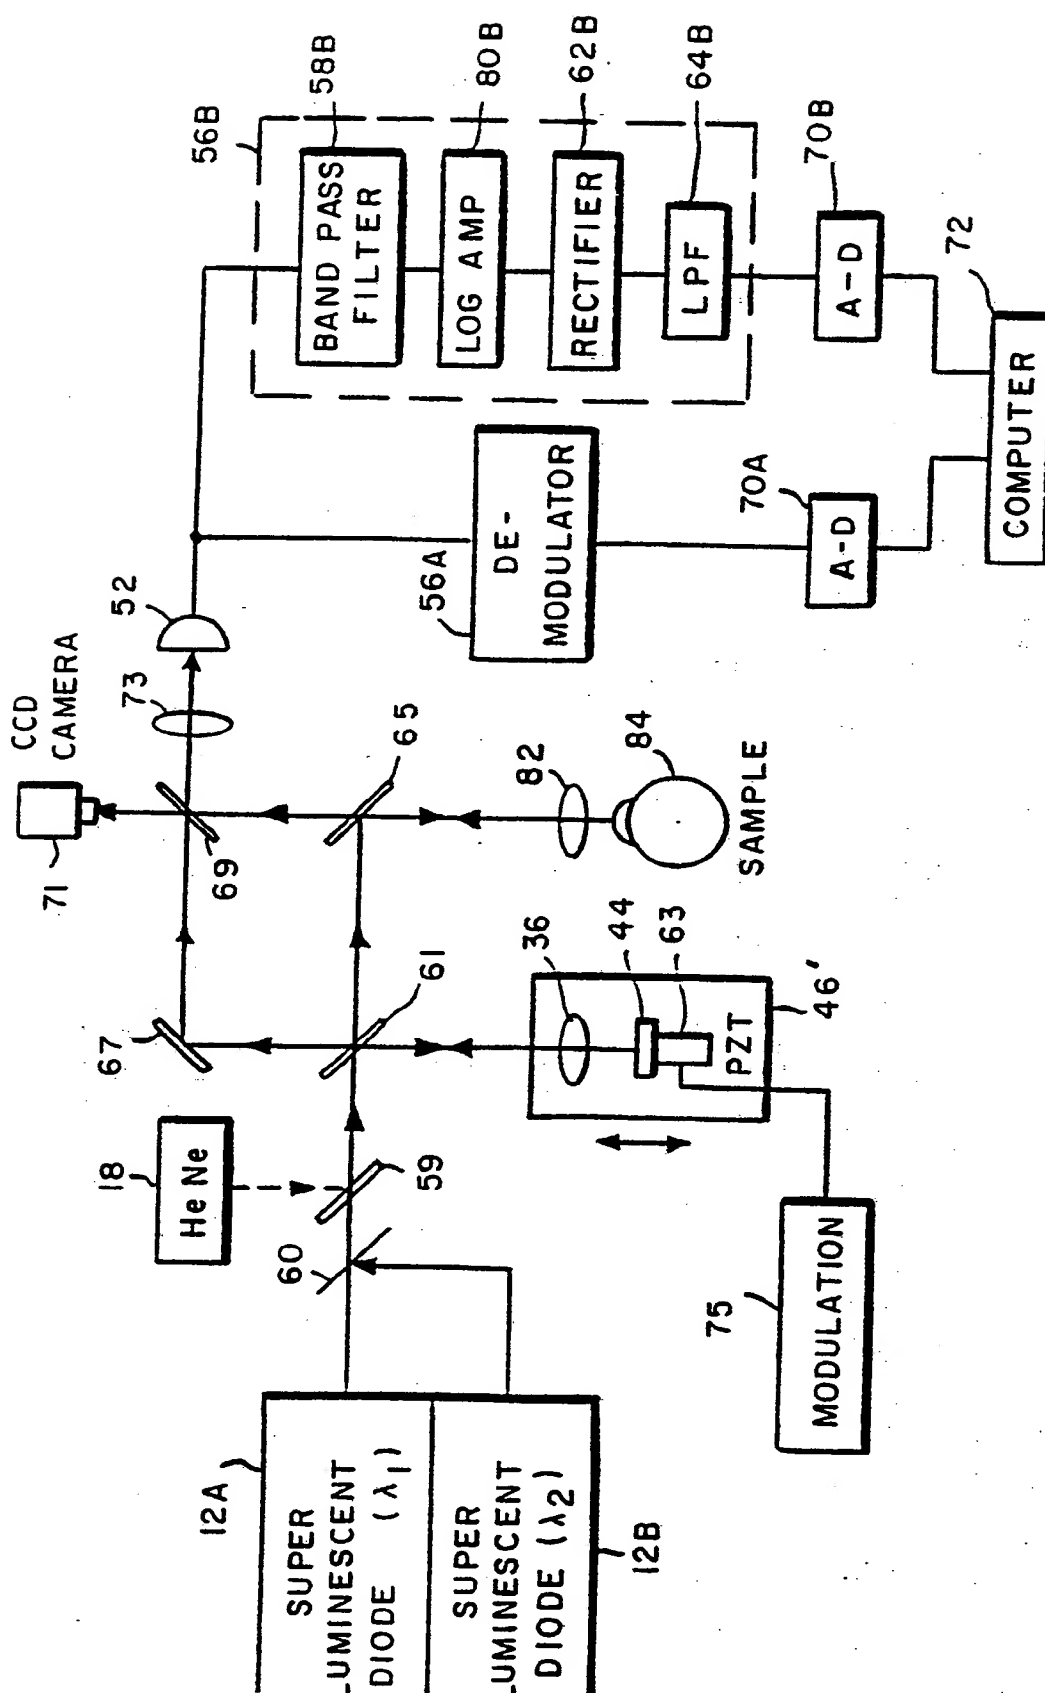 12A
SUPER
LUMINESCENT
DIODE (λ1)
SUPER
LUMINESCENT
DIODE (λ2)
12B
18
He Ne
60
59
67
61
75
MODULATION
36
44
63
PZT
46'
71
CCD
CAMERA
69
65
73
52
82
84
SAMPLE
56A
DE-
MODULATOR
70A
A-D
56B
58B
BAND PASS
FILTER
80B
LOG AMP
62B
RECTIFIER
64B
LPF
70B
A-D
72
COMPUTER